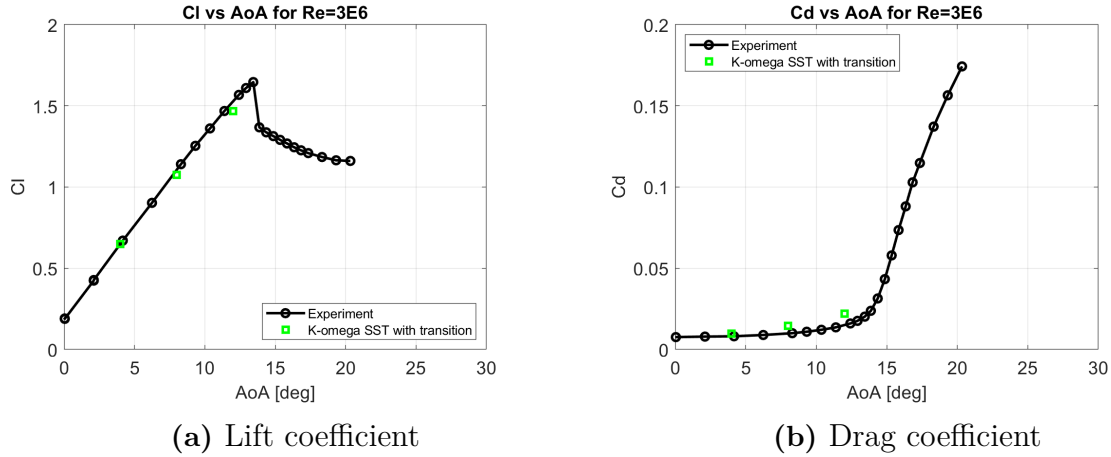 Cl vs AoA for Re=3E6
2
1.5
1
0.5
0
Cl
0 5 10 15 20 25 30
AoA [deg]
Experiment
K-omega SST with transition
(a) Lift coefficient
Cd vs AoA for Re=3E6
0.2
0.15
0.1
0.05
0
Cd
0 5 10 15 20 25 30
AoA [deg]
Experiment
K-omega SST with transition
(b) Drag coefficient